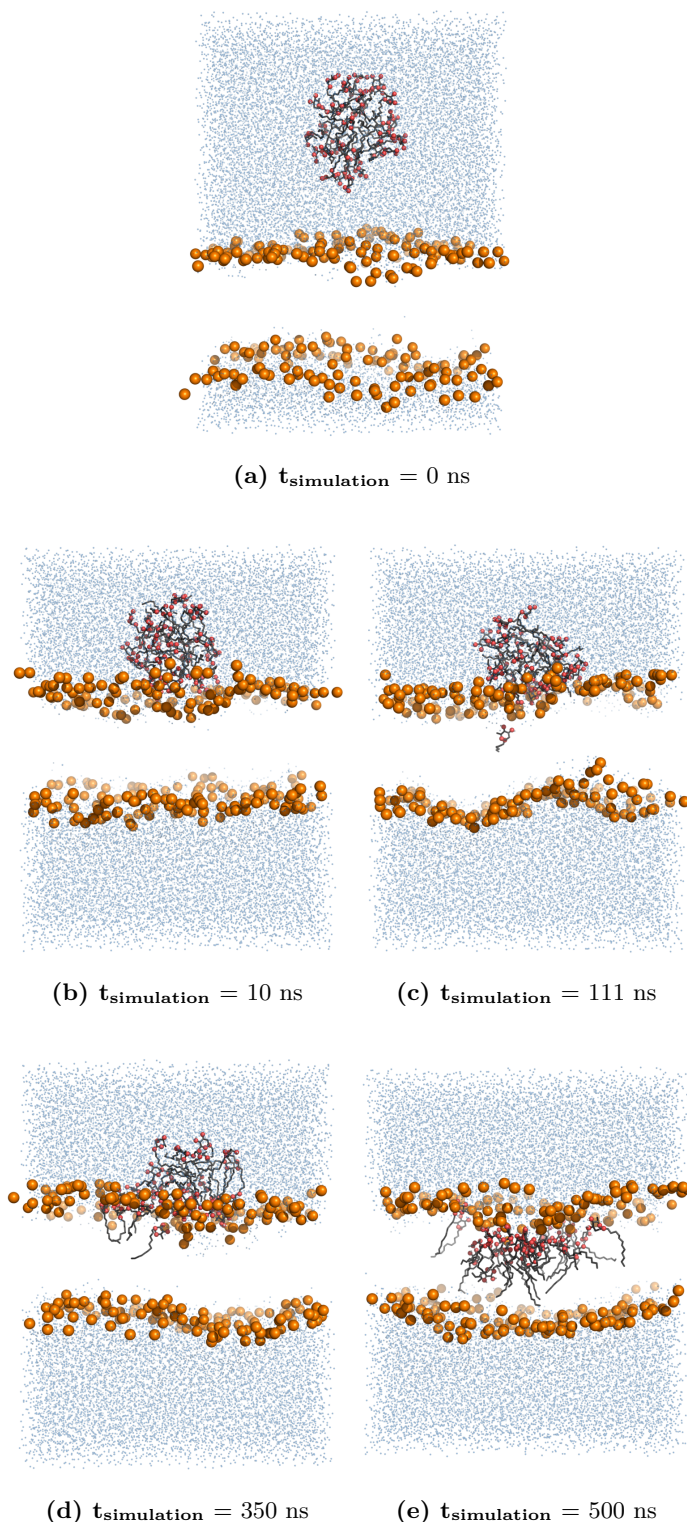 (a) t_simulation = 0 ns
(b) t_simulation = 10 ns
(c) t_simulation = 111 ns
(d) t_simulation = 350 ns
(e) t_simulation = 500 ns